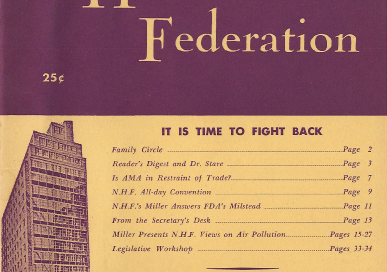 Federation
25¢
IT IS TIME TO FIGHT BACK
Family Circle Page 2
Reader's Digest and Dr. Stare Page 3
Is AMA in Restraint of Trade? Page 7
N.H.F. All-day Convention Page 9
N.H.F.'s Miller Answers FDA's Milstead Page 11
From the Secretary's Desk Page 13
Miller Presents N.H.F. Views on Air Pollution Pages 15-27
Legislative Workshop Pages 33-34